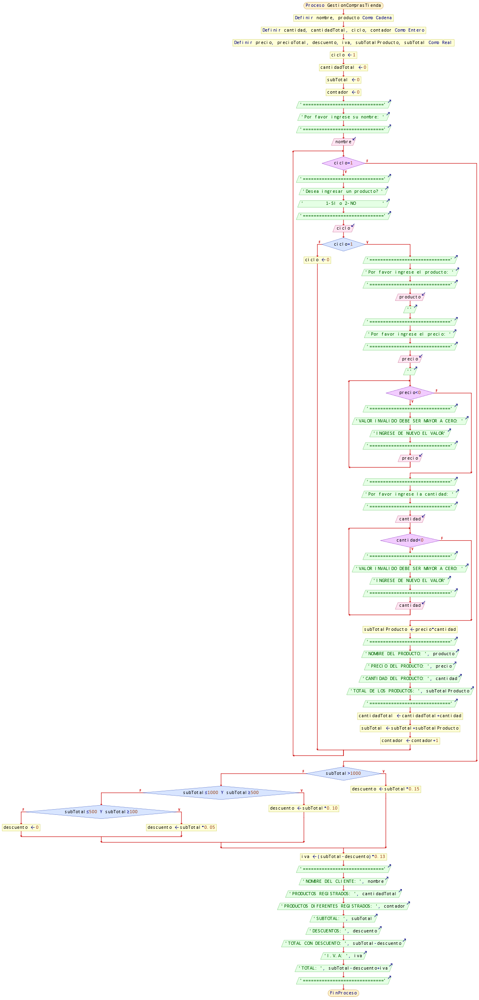 Proceso GestionComprasTienda
Definir nombre, producto Como Cadena
Definir cantidad, cantidadTotal, ciclo, contador Como Entero
Definir precio, precioTotal, descuento, iva, subTotalProducto, subTotal Como Real
ciclo ← 1
cantidadTotal ← 0
subTotal ← 0
contador ← 0
'=============================='
'Por favor ingrese su nombre: '
'=============================='
nombre
ciclo=1
F
V
'=============================='
'Desea ingresar un producto? '
'        1-SI o 2-NO         '
'=============================='
ciclo
F
ciclo=1
V
ciclo ← 0
'=============================='
'Por favor ingrese el producto: '
'=============================='
producto
''
'=============================='
'Por favor ingrese el precio: '
'=============================='
precio
''
precio<0
F
V
'=============================='
'VALOR INVALIDO DEBE SER MAYOR A CERO: '
'INGRESE DE NUEVO EL VALOR'
'=============================='
precio
'=============================='
'Por favor ingrese la cantidad: '
'=============================='
cantidad
cantidad<0
F
V
'=============================='
'VALOR INVALIDO DEBE SER MAYOR A CERO: '
'INGRESE DE NUEVO EL VALOR'
'=============================='
cantidad
subTotalProducto ← precio*cantidad
'=============================='
'NOMBRE DEL PRODUCTO: ', producto
'PRECIO DEL PRODUCTO: ', precio
'CANTIDAD DEL PRODUCTO: ', cantidad
'TOTAL DE LOS PRODUCTOS: ', subTotalProducto
'=============================='
cantidadTotal ← cantidadTotal+cantidad
subTotal ← subTotal+subTotalProducto
contador ← contador+1
F
subTotal>1000
V
descuento ← subTotal*0.15
F
subTotal≤1000 Y subTotal≥500
V
descuento ← subTotal*0.10
F
subTotal≤500 Y subTotal≥100
V
descuento ← 0
descuento ← subTotal*0.05
iva ← (subTotal-descuento)*0.13
'=============================='
'NOMBRE DEL CLIENTE: ', nombre
'PRODUCTOS REGISTRADOS: ', cantidadTotal
'PRODUCTOS DIFERENTES REGISTRADOS: ', contador
'SUBTOTAL: ', subTotal
'DESCUENTOS: ', descuento
'TOTAL CON DESCUENTO: ', subTotal-descuento
'I.V.A: ', iva
'TOTAL: ', subTotal-descuento+iva
'=============================='
FinProceso